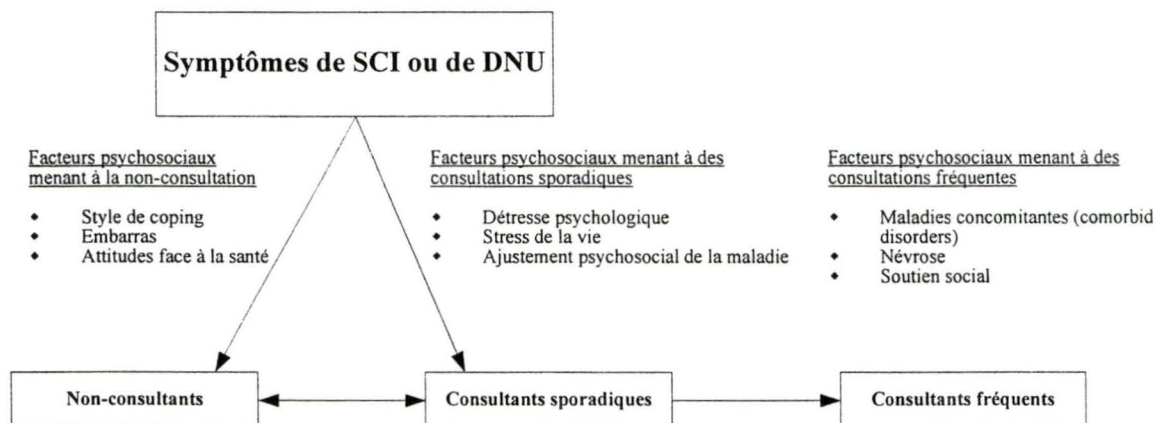 Symptômes de SCI ou de DNU
Facteurs psychosociaux
menant à la non-consultation
◆ Style de coping
◆ Embarras
◆ Attitudes face à la santé
Facteurs psychosociaux menant à des
consultations sporadiques
◆ Détresse psychologique
◆ Stress de la vie
◆ Ajustement psychosocial de la maladie
Facteurs psychosociaux menant à des
consultations fréquentes
◆ Maladies concomitantes (comorbid
disorders)
◆ Névrose
◆ Soutien social
Non-consultants
Consultants sporadiques
Consultants fréquents